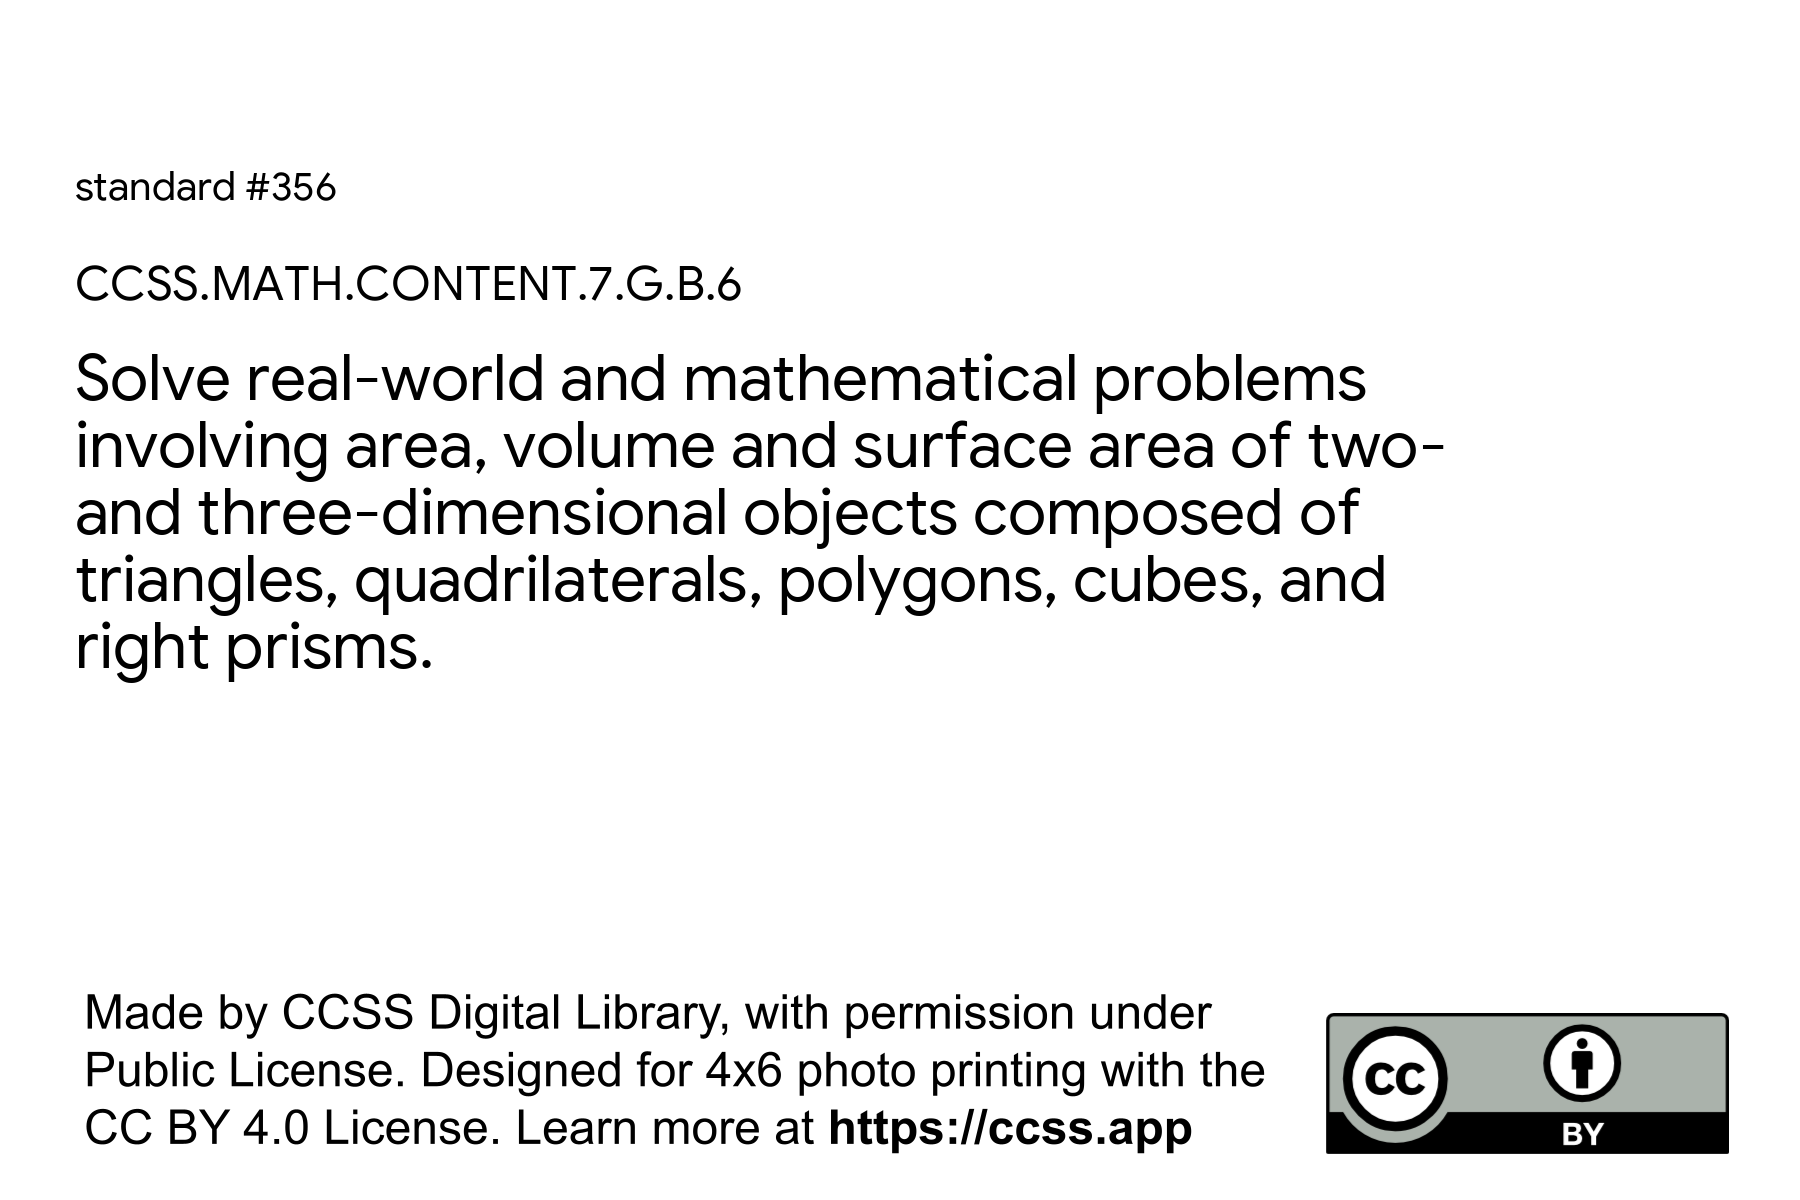 standard #356
CCSS.MATH.CONTENT.7.G.B.6
Solve real-world and mathematical problems
involving area, volume and surface area of two-
and three-dimensional objects composed of
triangles, quadrilaterals, polygons, cubes, and
right prisms.
Made by CCSS Digital Library, with permission under
Public License. Designed for 4x6 photo printing with the
CC BY 4.0 License. Learn more at https://ccss.app
CC
BY